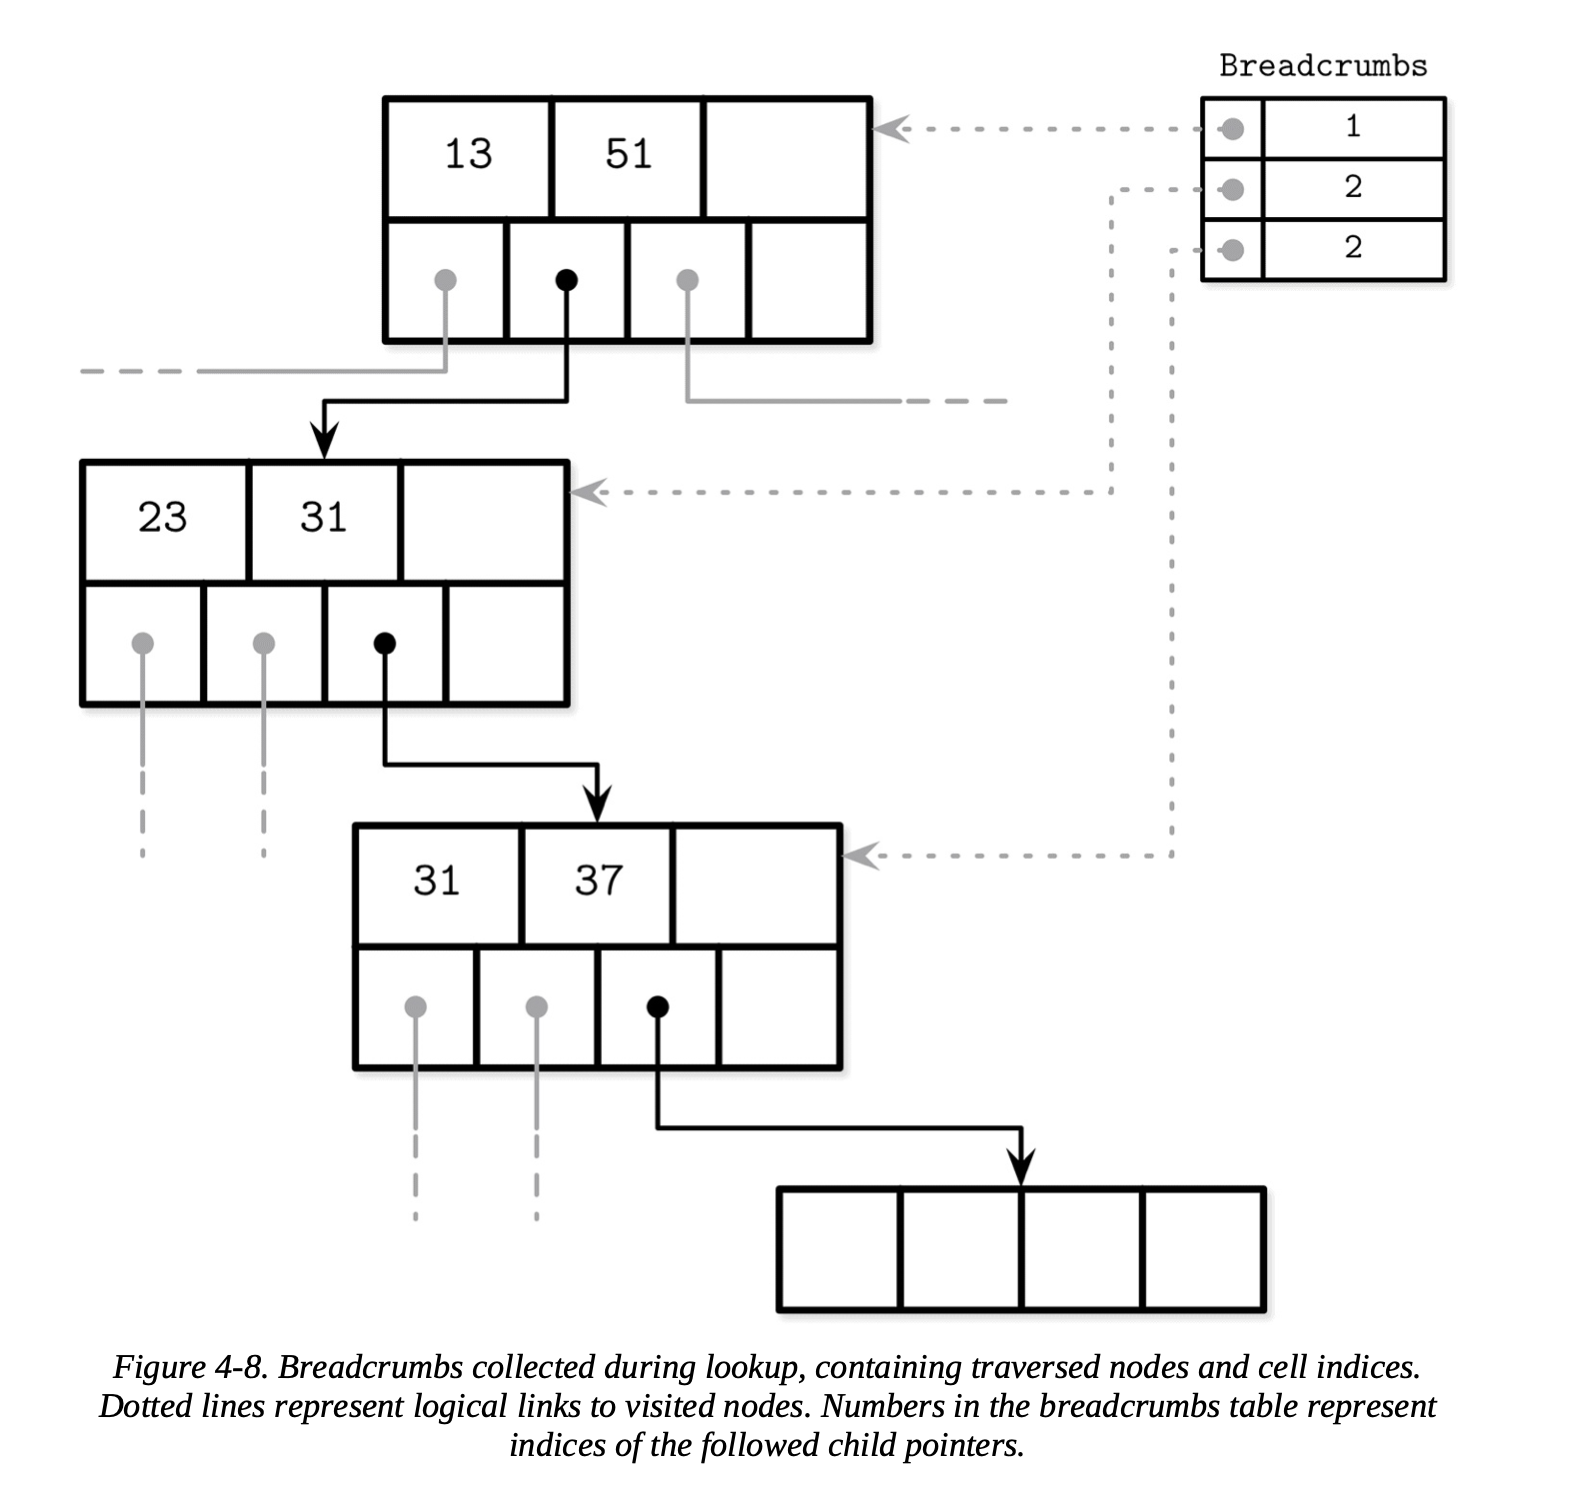 Breadcrumbs
13 51
1
2
2
23 31
31 37
Figure 4-8. Breadcrumbs collected during lookup, containing traversed nodes and cell indices.
Dotted lines represent logical links to visited nodes. Numbers in the breadcrumbs table represent
indices of the followed child pointers.